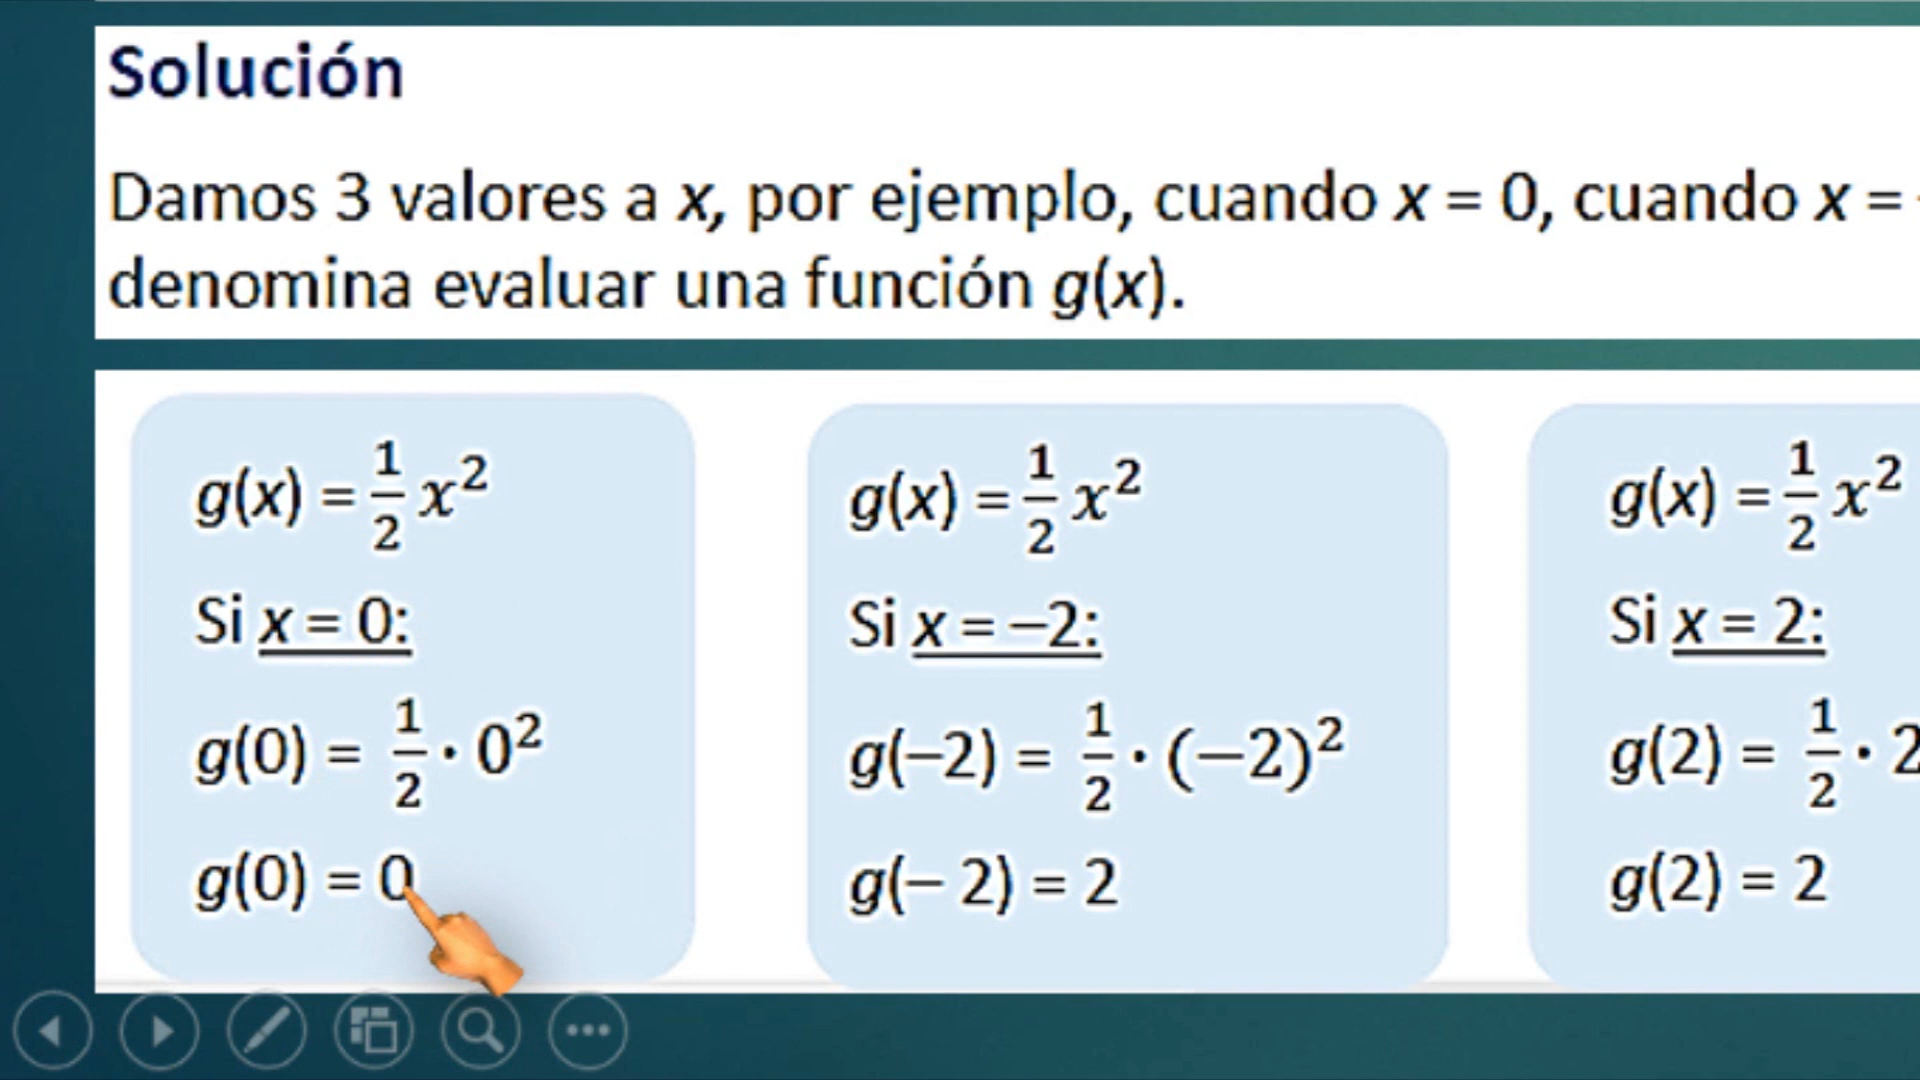 Solución
Damos 3 valores a x, por ejemplo, cuando x = 0, cuando x =
denomina evaluar una función g(x).
g(x) = 1/2 x²
Si x = 0:
g(0) = 1/2 · 0²
g(0) = 0
g(x) = 1/2 x²
Si x = −2:
g(−2) = 1/2 · (−2)²
g(− 2) = 2
g(x) = 1/2 x²
Si x = 2:
g(2) = 1/2 · 2
g(2) = 2